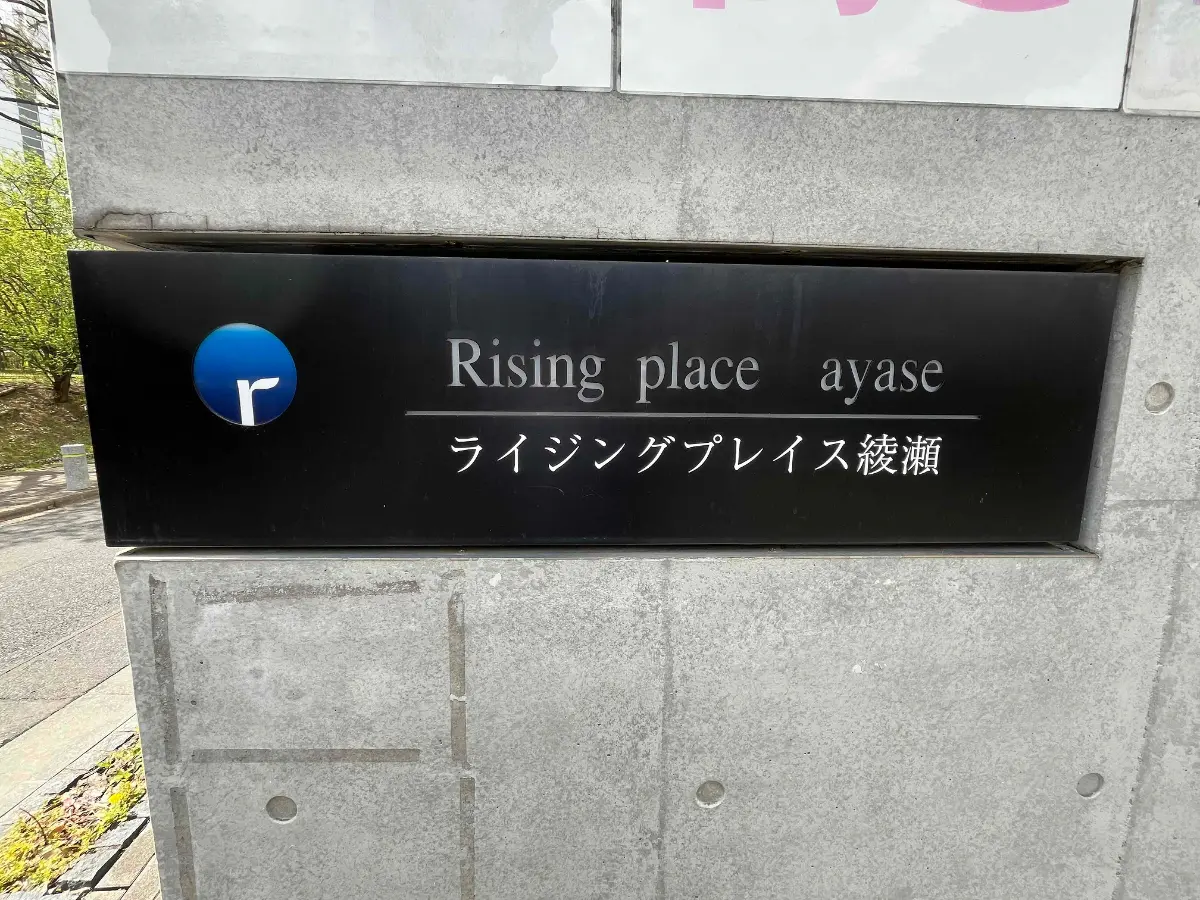 r
Rising place ayase
ライジングプレイス綾瀬